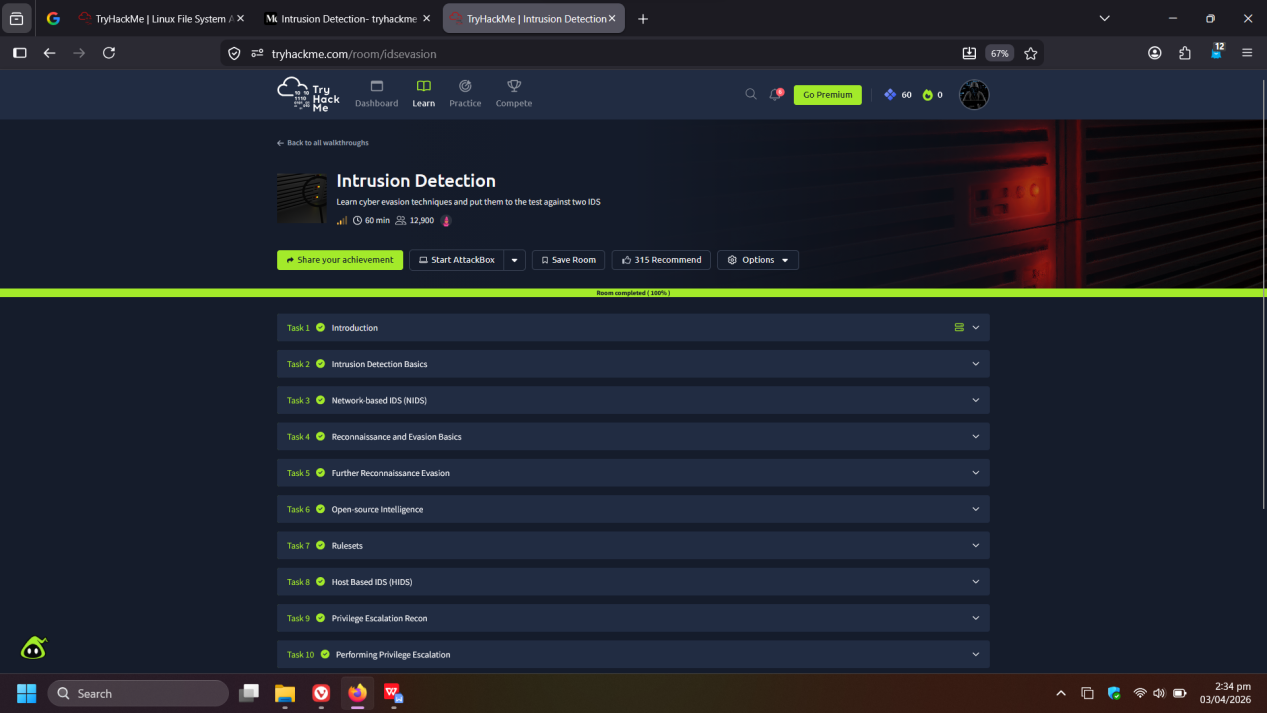 TryHackMe | Linux File System A
Intrusion Detection- tryhackme
TryHackMe | Intrusion Detection
tryhackme.com/room/idsevasion
67%
12
Try
Hack
Me
Dashboard
Learn
Practice
Compete
Go Premium
60
0
Back to all walkthroughs
Intrusion Detection
Learn cyber evasion techniques and put them to the test against two IDS
60 min
12,900
Share your achievement
Start AttackBox
Save Room
315 Recommend
Options
Room completed ( 100% )
Task 1 Introduction
Task 2 Intrusion Detection Basics
Task 3 Network-based IDS (NIDS)
Task 4 Reconnaissance and Evasion Basics
Task 5 Further Reconnaissance Evasion
Task 6 Open-source Intelligence
Task 7 Rulesets
Task 8 Host Based IDS (HIDS)
Task 9 Privilege Escalation Recon
Task 10 Performing Privilege Escalation
Search
2:34 pm
03/04/2026